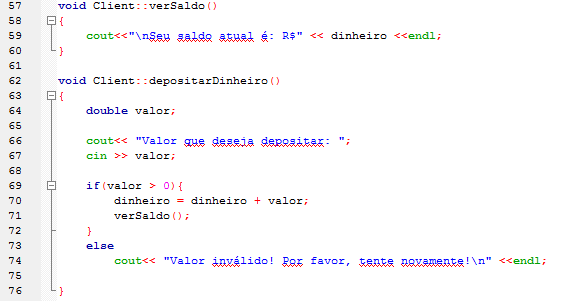 57 void Client::verSaldo()
58 {
59 cout<<"\nSeu saldo atual é: R$" << dinheiro <<endl;
60 }
61
62 void Client::depositarDinheiro()
63 {
64 double valor;
65
66 cout<< "Valor que deseja depositar: ";
67 cin >> valor;
68
69 if(valor > 0){
70 dinheiro = dinheiro + valor;
71 verSaldo();
72 }
73 else
74 cout<< "Valor inválido! Por favor, tente novamente!\n" <<endl;
75
76 }